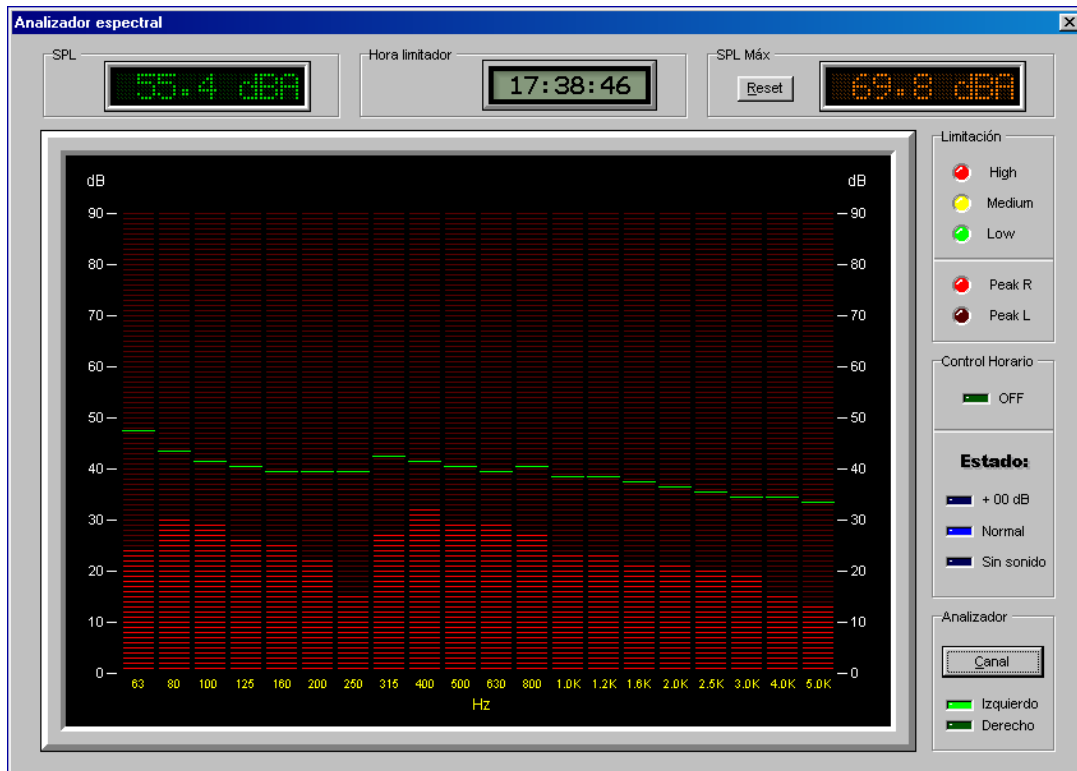 Analizador espectral
SPL
55.4 dBA
Hora limitador
17:38:46
SPL Máx
Reset
69.8 dBA
dB dB
90 90
80 80
70 70
60 60
50 50
40 40
30 30
20 20
10 10
0 0
63 80 100 125 160 200 250 315 400 500 630 800 1.0K 1.2K 1.6K 2.0K 2.5K 3.0K 4.0K 5.0K
Hz
Limitación
High
Medium
Low
Peak R
Peak L
Control Horario
OFF
Estado:
+ 00 dB
Normal
Sin sonido
Analizador
Canal
Izquierdo
Derecho